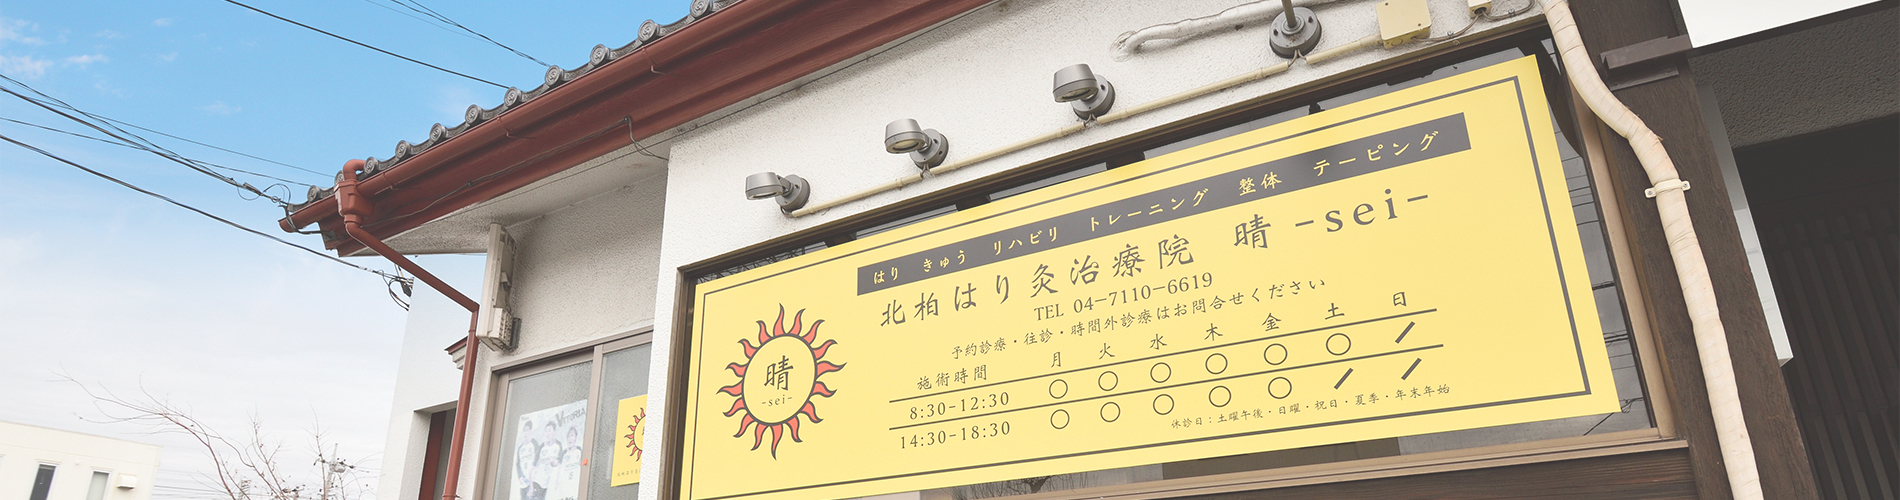 はり きゅう リハビリ トレーニング 整体 テーピング
北柏はり灸治療院 晴 -sei-
TEL 04-7110-6619
予約診療・往診・時間外診療はお問合せください
施術時間 月 火 水 木 金 土 日
8:30-12:30 ○ ○ ○ ○ ○ ○ /
14:30-18:30 ○ ○ ○ ○ ○ / /
休診日:土曜午後・日曜・祝日・夏季・年末年始
晴
-sei-
晴